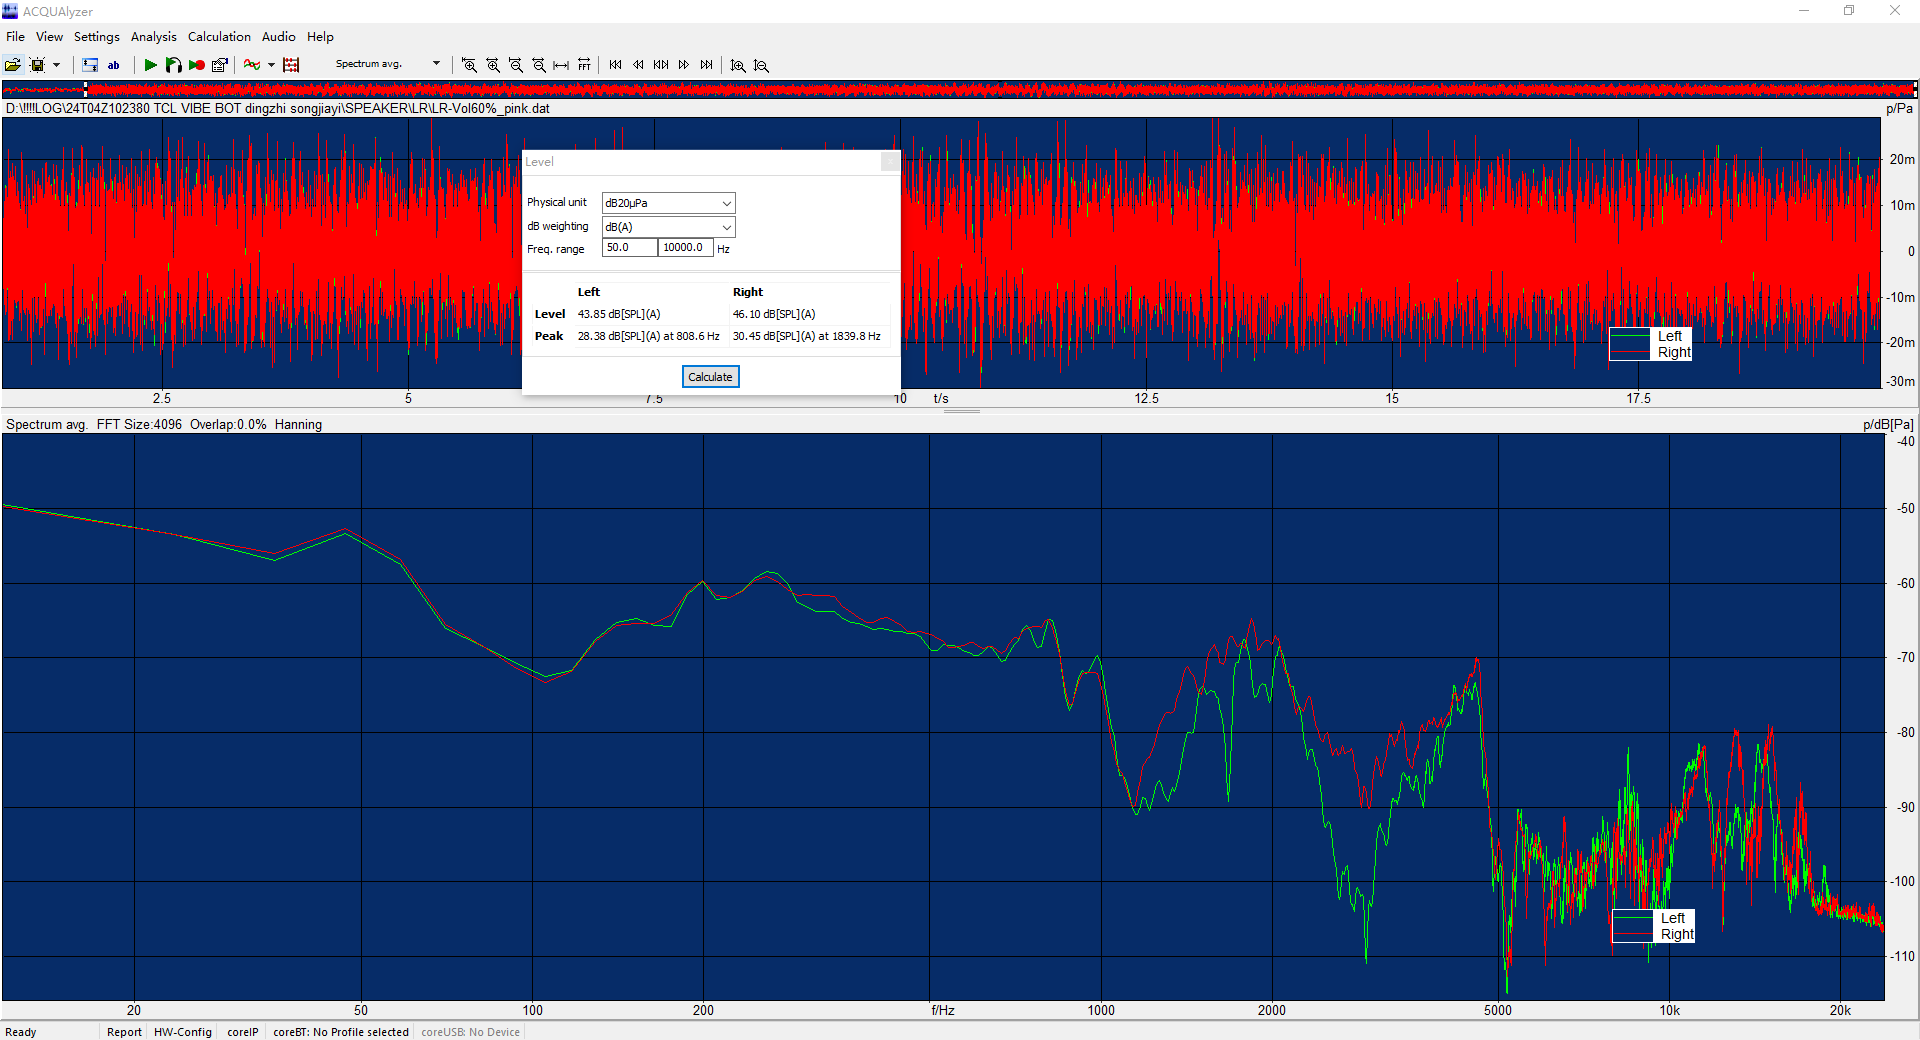 ACQUAlyzer
File View Settings Analysis Calculation Audio Help
ab Spectrum avg. FFT
D:\!!!!LOG\24T04Z102380 TCL VIBE BOT dingzhi songjiayi\SPEAKER\LR\LR-Vol60%_pink.dat p/Pa
20m
10m
0
-10m
-20m
-30m
Left
Right
2.5 5 7.5 10 t/s 12.5 15 17.5
Level
Physical unit dB20µPa
dB weighting dB(A)
Freq. range 50.0 10000.0 Hz
Left Right
Level 43.85 dB[SPL](A) 46.10 dB[SPL](A)
Peak 28.38 dB[SPL](A) at 808.6 Hz 30.45 dB[SPL](A) at 1839.8 Hz
Calculate
Spectrum avg. FFT Size:4096 Overlap:0.0% Hanning p/dB[Pa]
-40
-50
-60
-70
-80
-90
-100
-110
Left
Right
20 50 100 200 f/Hz 1000 2000 5000 10k 20k
Ready Report HW-Config coreIP coreBT: No Profile selected coreUSB: No Device